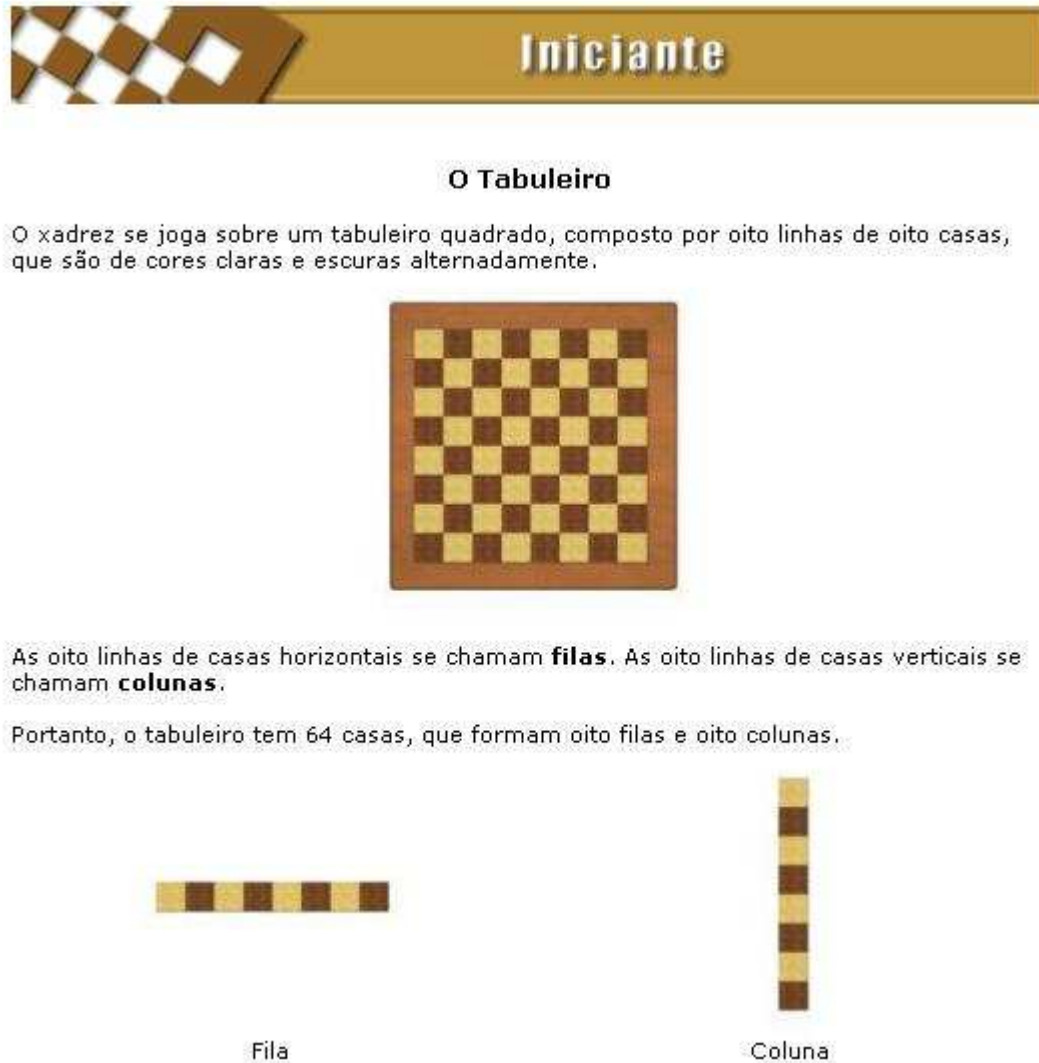 Iniciante
O Tabuleiro
O xadrez se joga sobre um tabuleiro quadrado, composto por oito linhas de oito casas,
que são de cores claras e escuras alternadamente.
As oito linhas de casas horizontais se chamam filas. As oito linhas de casas verticais se
chamam colunas.
Portanto, o tabuleiro tem 64 casas, que formam oito filas e oito colunas.
Fila
Coluna